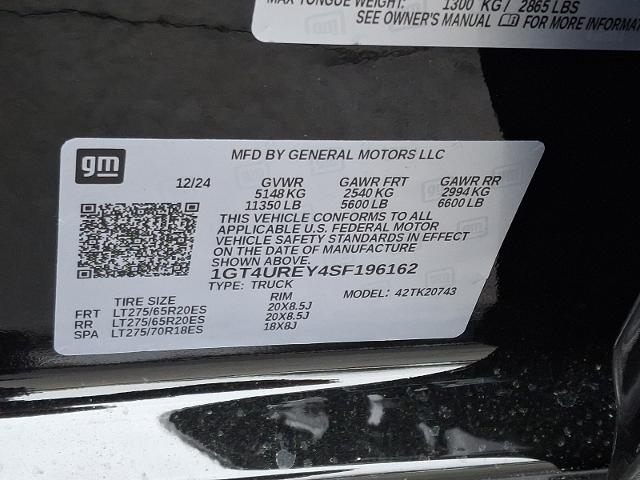 MAX TONGUE WEIGHT: 1300 KG/ 2865 LBS
SEE OWNER'S MANUAL FOR MORE INFORMAT
gm
MFD BY GENERAL MOTORS LLC
12/24 GVWR GAWR FRT GAWR RR
5148 KG 2540 KG 2994 KG
11350 LB 5600 LB 6600 LB
THIS VEHICLE CONFORMS TO ALL
APPLICABLE U.S. FEDERAL MOTOR
VEHICLE SAFETY STANDARDS IN EFFECT
ON THE DATE OF MANUFACTURE
SHOWN ABOVE.
1GT4UREY4SF196162
TYPE: TRUCK MODEL: 42TK20743
TIRE SIZE RIM
FRT LT275/65R20ES 20X8.5J
RR LT275/65R20ES 20X8.5J
SPA LT275/70R18ES 18X8J